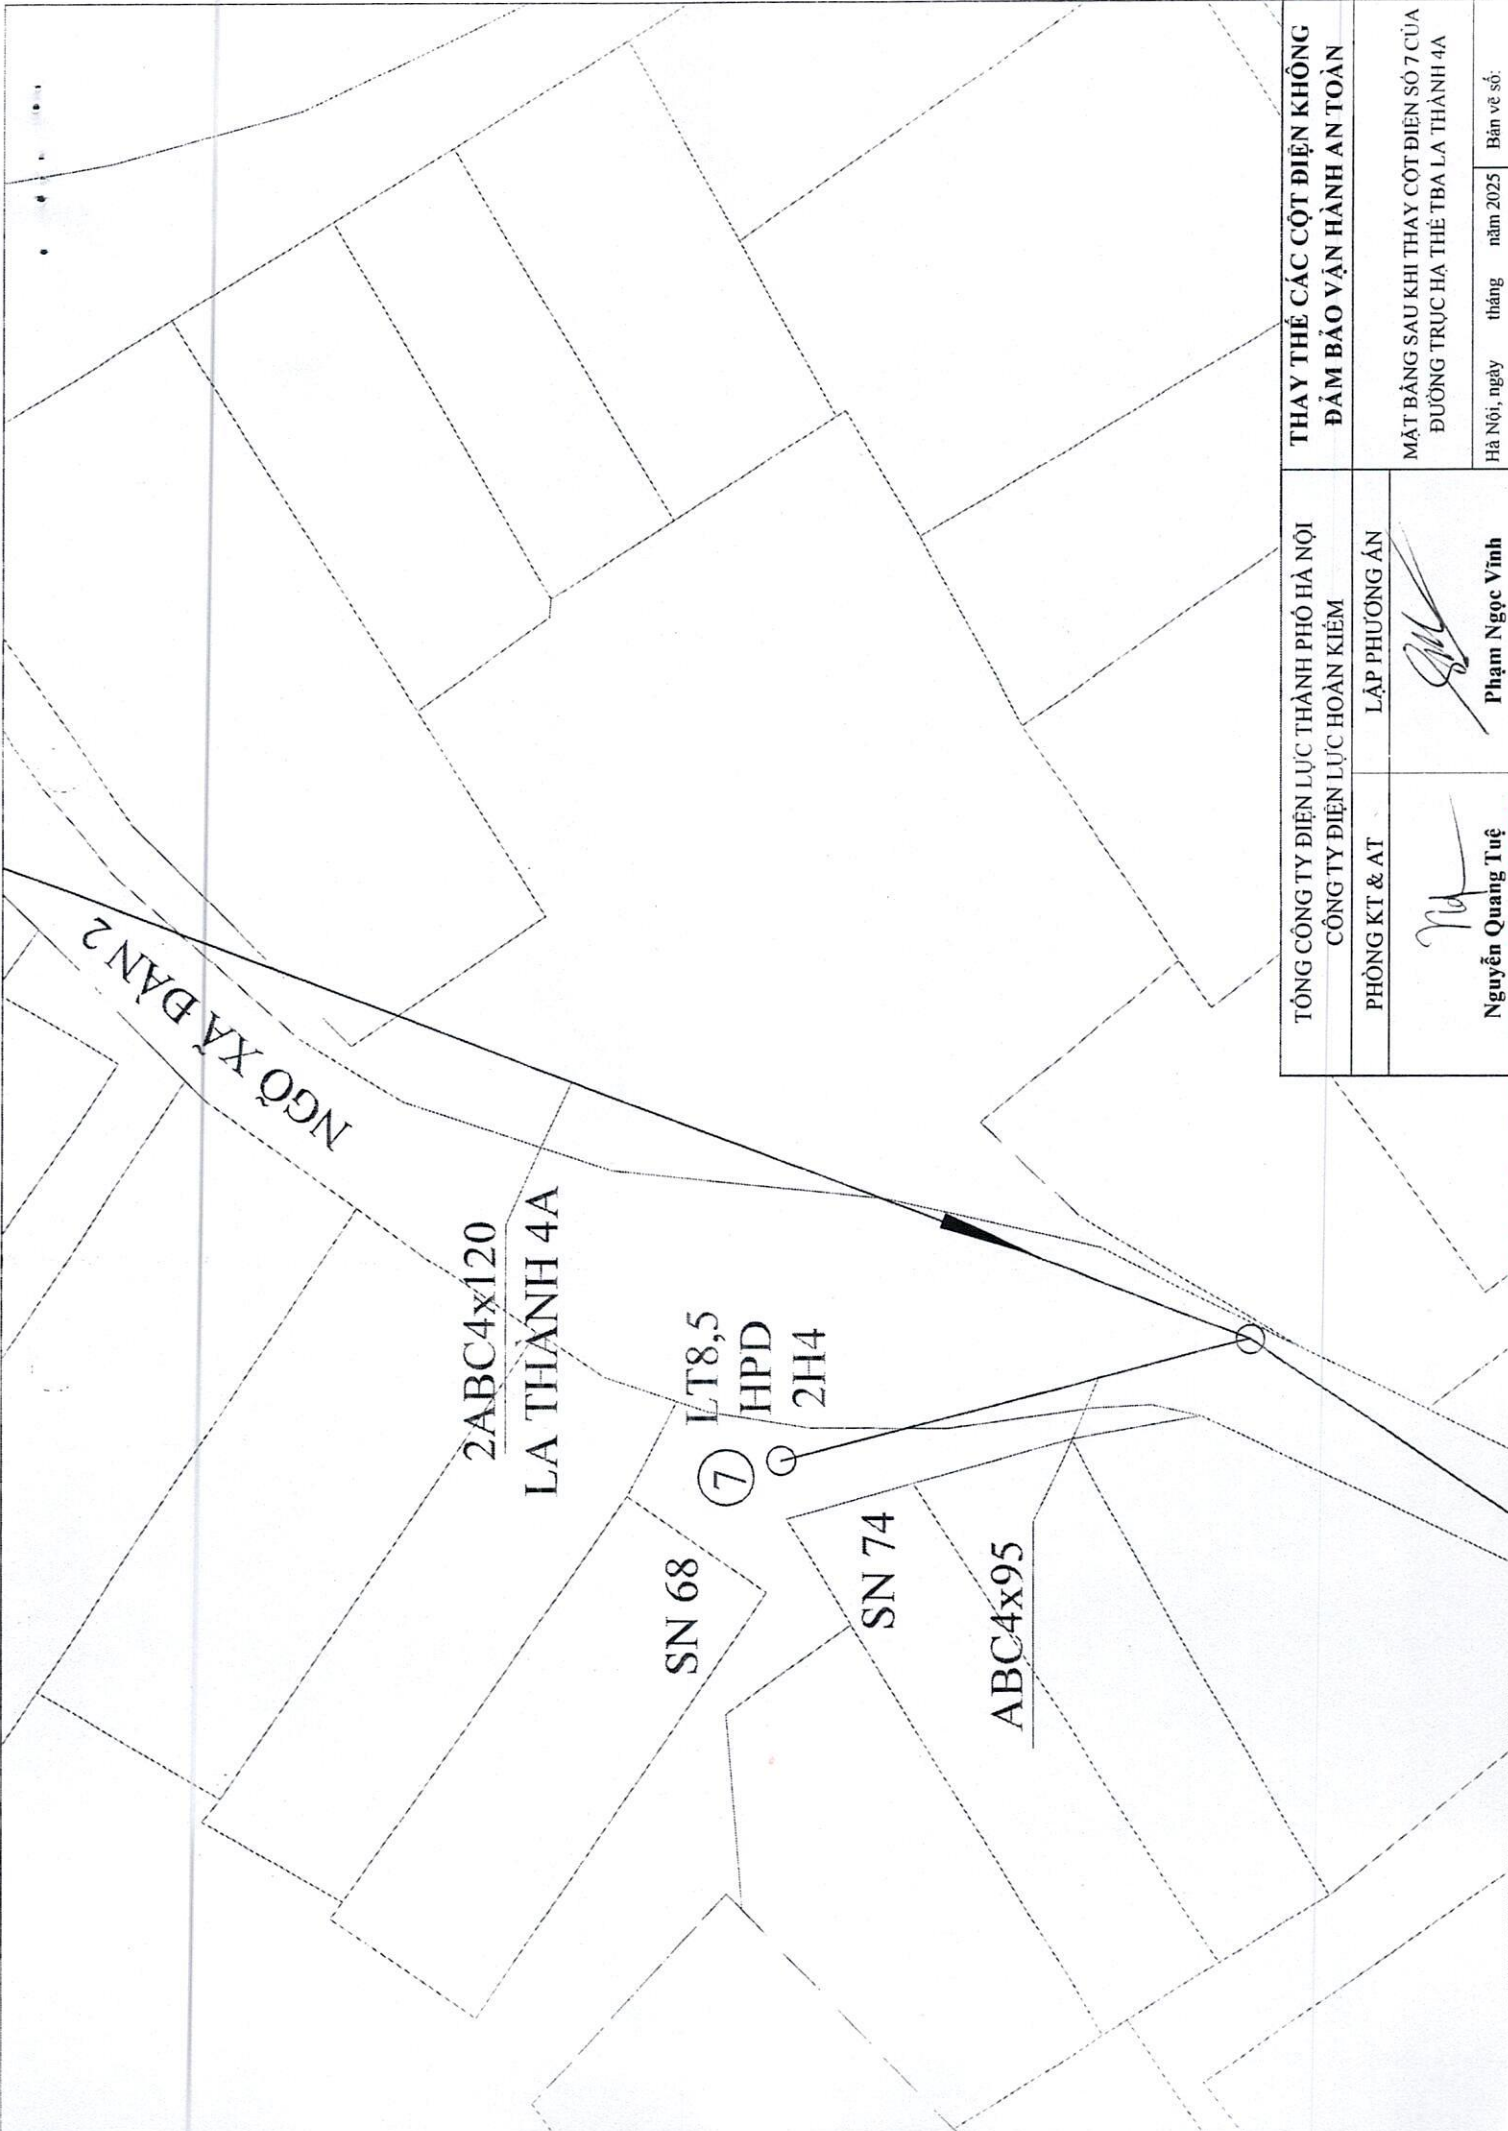 NGÕ XÃ ĐÀN 2
2ABC4x120
LA THÀNH 4A
7
LT8,5
HPD
2H4
SN 68
SN 74
ABC4x95
TỔNG CÔNG TY ĐIỆN LỰC THÀNH PHỐ HÀ NỘI
CÔNG TY ĐIỆN LỰC HOÀN KIẾM
THAY THẾ CÁC CỘT ĐIỆN KHÔNG
ĐẢM BẢO VẬN HÀNH AN TOÀN
PHÒNG KT & AT
LẬP PHƯƠNG ÁN
Nguyễn Quang Tuệ
Phạm Ngọc Vinh
MẶT BẰNG SAU KHI THAY CỘT ĐIỆN SỐ 7 CỦA
ĐƯỜNG TRỤC HẠ THẾ TBA LA THÀNH 4A
Hà Nội, ngày tháng năm 2025
Bản vẽ số: